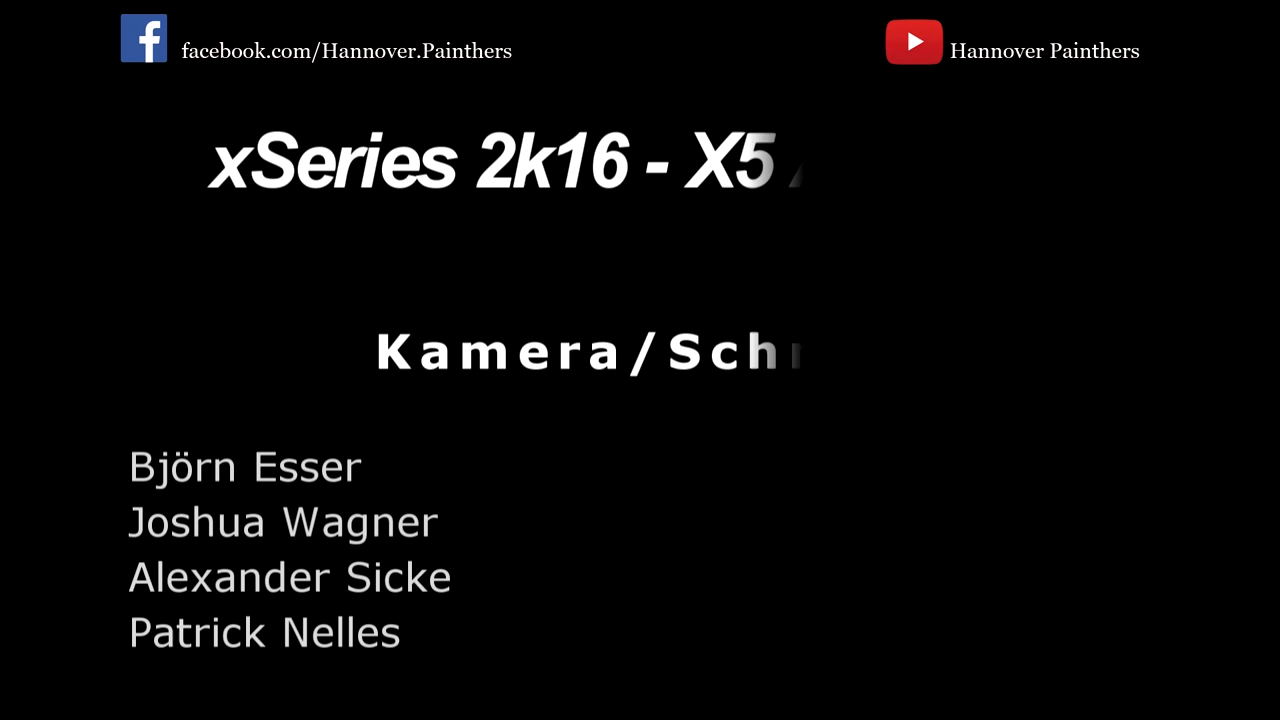 facebook.com/Hannover.Painthers
Hannover Painthers
xSeries 2k16 - X5
Kamera/Sch
Björn Esser
Joshua Wagner
Alexander Sicke
Patrick Nelles